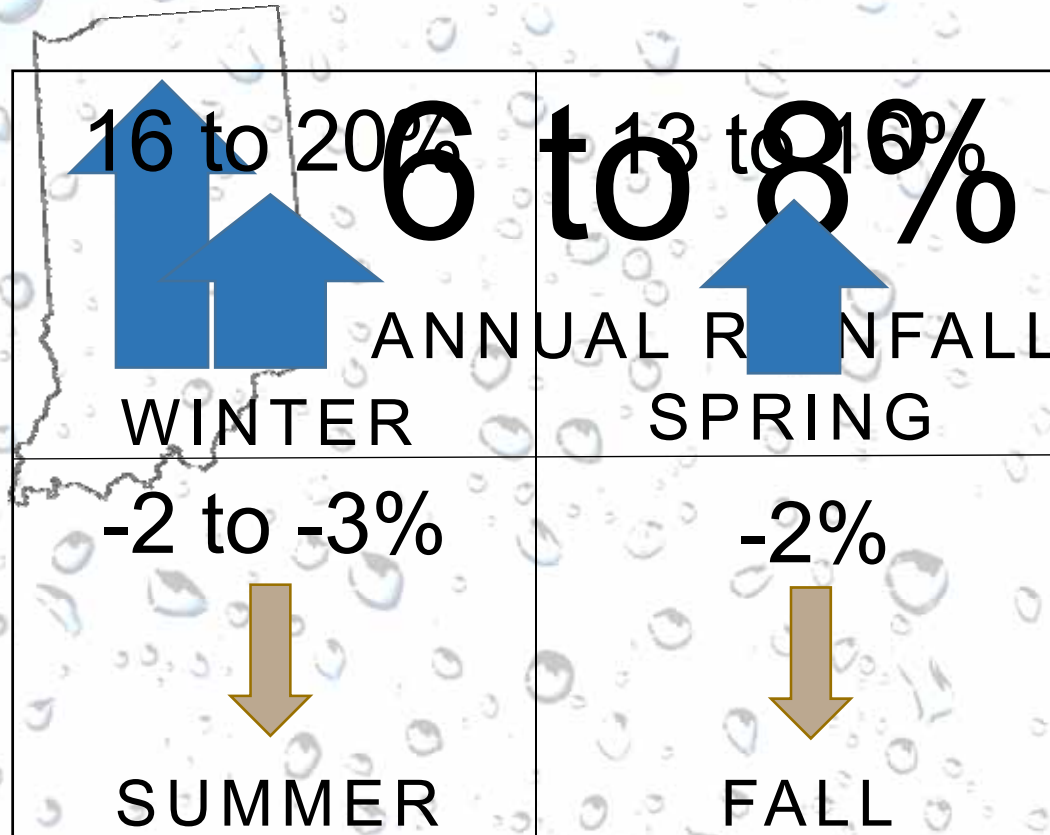 16 to 20%
13 to 16%
6 to 8%
ANNUAL RAINFALL
WINTER
SPRING
-2 to -3%
-2%
SUMMER
FALL